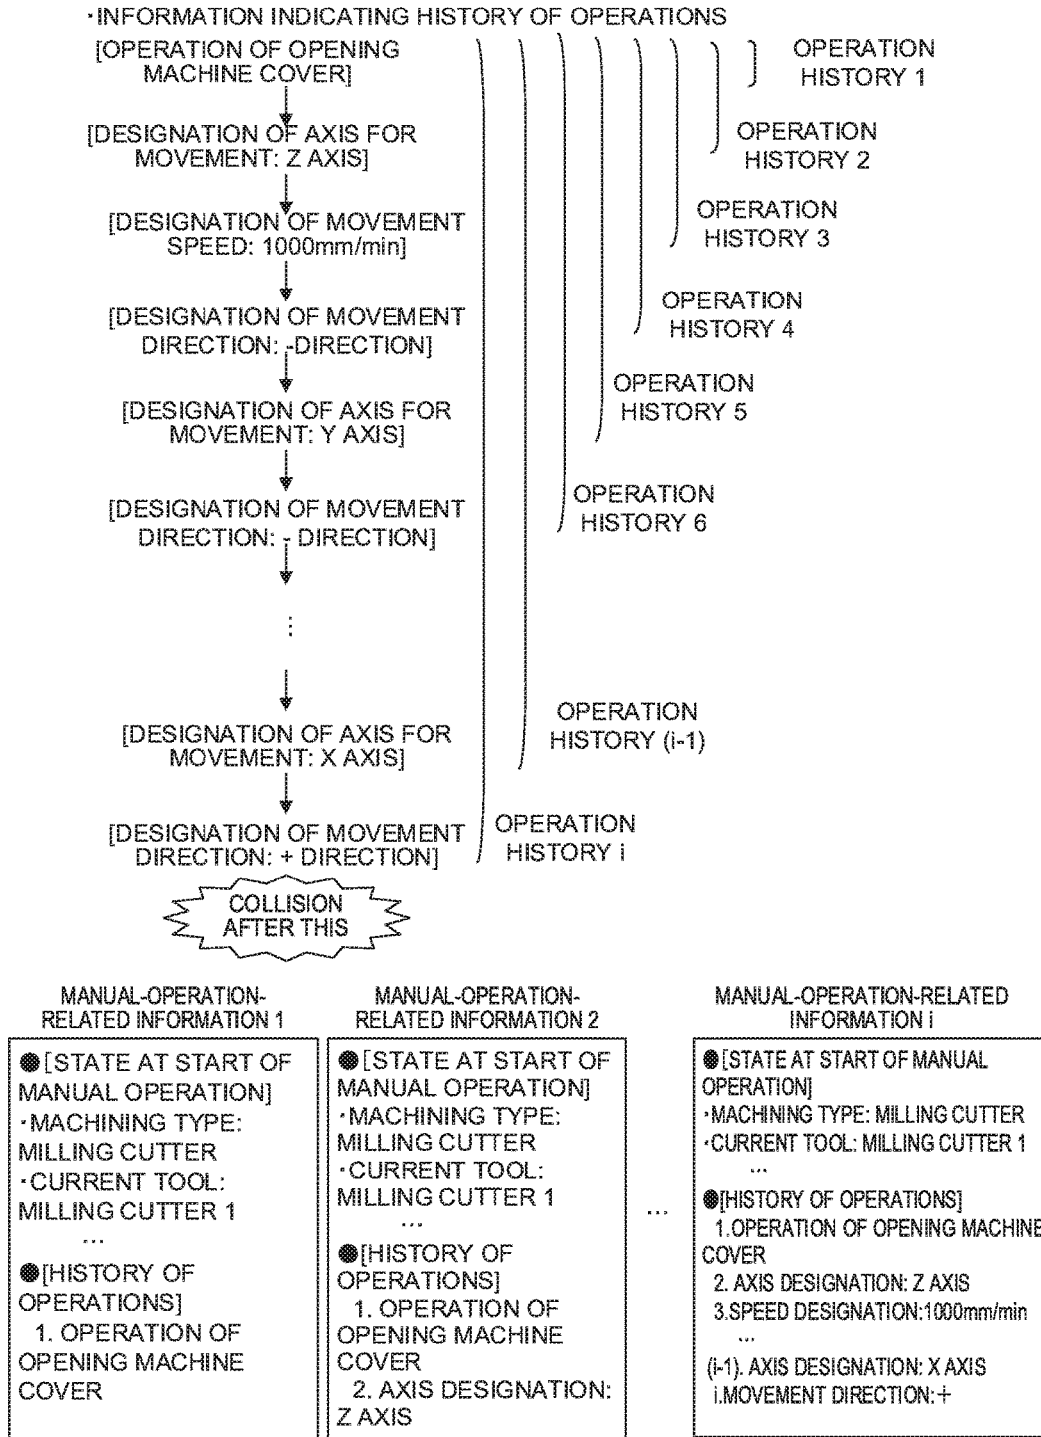 ·INFORMATION INDICATING HISTORY OF OPERATIONS
[OPERATION OF OPENING
MACHINE COVER]
OPERATION
HISTORY 1
[DESIGNATION OF AXIS FOR
MOVEMENT: Z AXIS]
OPERATION
HISTORY 2
[DESIGNATION OF MOVEMENT
SPEED: 1000mm/min]
OPERATION
HISTORY 3
[DESIGNATION OF MOVEMENT
DIRECTION: -DIRECTION]
OPERATION
HISTORY 4
[DESIGNATION OF AXIS FOR
MOVEMENT: Y AXIS]
OPERATION
HISTORY 5
[DESIGNATION OF MOVEMENT
DIRECTION: - DIRECTION]
OPERATION
HISTORY 6
⋮
[DESIGNATION OF AXIS FOR
MOVEMENT: X AXIS]
OPERATION
HISTORY (i-1)
[DESIGNATION OF MOVEMENT
DIRECTION: + DIRECTION]
OPERATION
HISTORY i
COLLISION
AFTER THIS
MANUAL-OPERATION-
RELATED INFORMATION 1
●[STATE AT START OF
MANUAL OPERATION]
·MACHINING TYPE:
MILLING CUTTER
·CURRENT TOOL:
MILLING CUTTER 1
...
●[HISTORY OF
OPERATIONS]
1. OPERATION OF
OPENING MACHINE
COVER
MANUAL-OPERATION-
RELATED INFORMATION 2
●[STATE AT START OF
MANUAL OPERATION]
·MACHINING TYPE:
MILLING CUTTER
·CURRENT TOOL:
MILLING CUTTER 1
...
●[HISTORY OF
OPERATIONS]
1. OPERATION OF
OPENING MACHINE
COVER
2. AXIS DESIGNATION:
Z AXIS
...
MANUAL-OPERATION-RELATED
INFORMATION i
●[STATE AT START OF MANUAL
OPERATION]
·MACHINING TYPE: MILLING CUTTER
·CURRENT TOOL: MILLING CUTTER 1
...
●[HISTORY OF OPERATIONS]
1.OPERATION OF OPENING MACHINE
COVER
2. AXIS DESIGNATION: Z AXIS
3.SPEED DESIGNATION:1000mm/min
...
(i-1). AXIS DESIGNATION: X AXIS
i.MOVEMENT DIRECTION:+